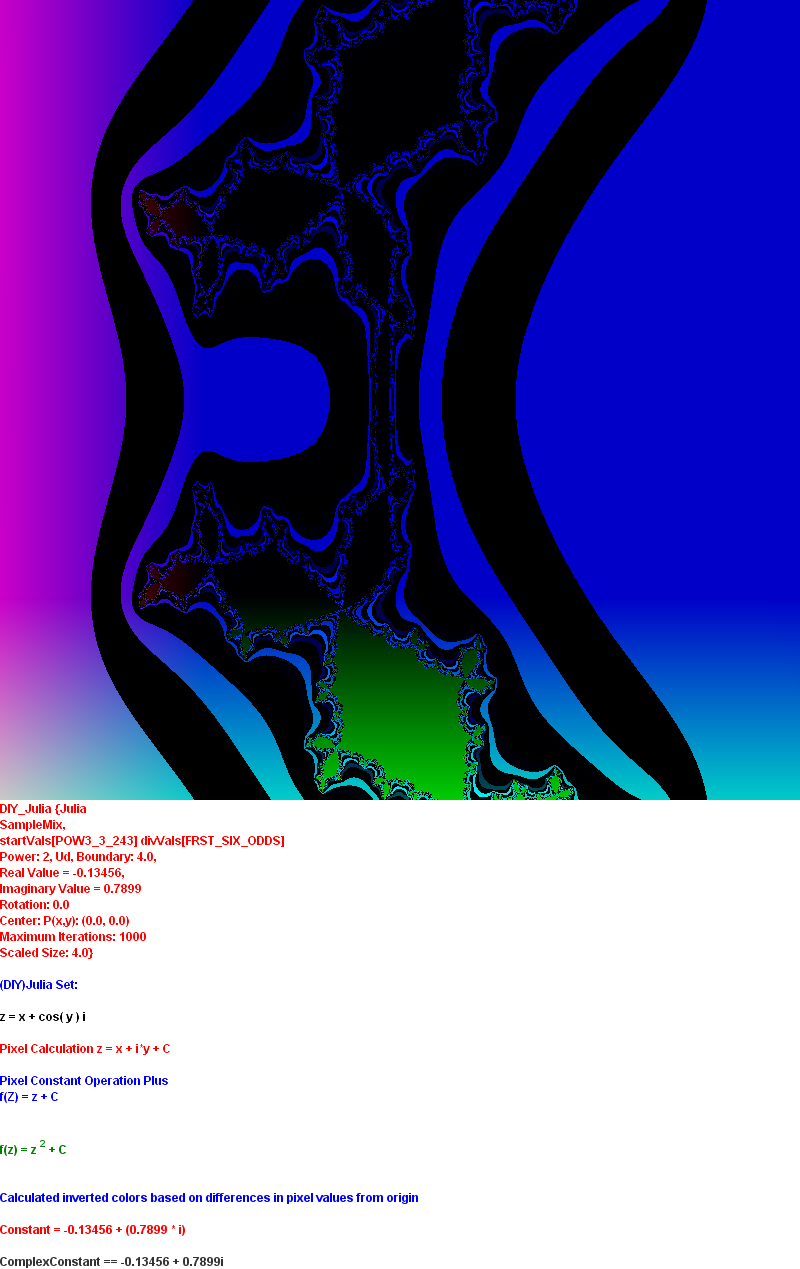 DIY_Julia {Julia
SampleMix,
startVals[POW3_3_243] divVals[FRST_SIX_ODDS]
Power: 2, Ud, Boundary: 4.0,
Real Value = -0.13456,
Imaginary Value = 0.7899
Rotation: 0.0
Center: P(x,y): (0.0, 0.0)
Maximum Iterations: 1000
Scaled Size: 4.0}
(DIY)Julia Set:
z = x + cos( y ) i
Pixel Calculation z = x + i*y + C
Pixel Constant Operation Plus
f(Z) = z + C
f(z) = z 2 + C
Calculated inverted colors based on differences in pixel values from origin
Constant = -0.13456 + (0.7899 * i)
ComplexConstant == -0.13456 + 0.7899i